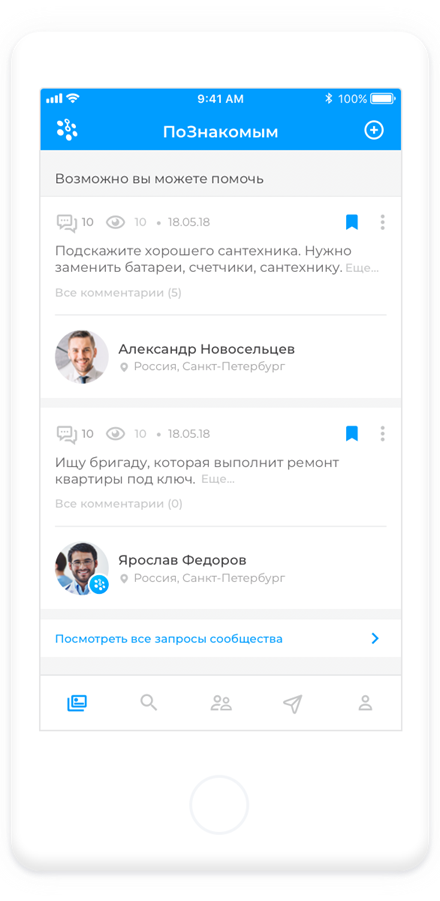 9:41 AM 100%
ПоЗнакомым
Возможно вы можете помочь
10 10 • 18.05.18
Подскажите хорошего сантехника. Нужно
заменить батареи, счетчики, сантехнику. Еще...
Все комментарии (5)
Александр Новосельцев
Россия, Санкт-Петербург
10 10 • 18.05.18
Ищу бригаду, которая выполнит ремонт
квартиры под ключ. Еще...
Все комментарии (0)
Ярослав Федоров
Россия, Санкт-Петербург
Посмотреть все запросы сообщества